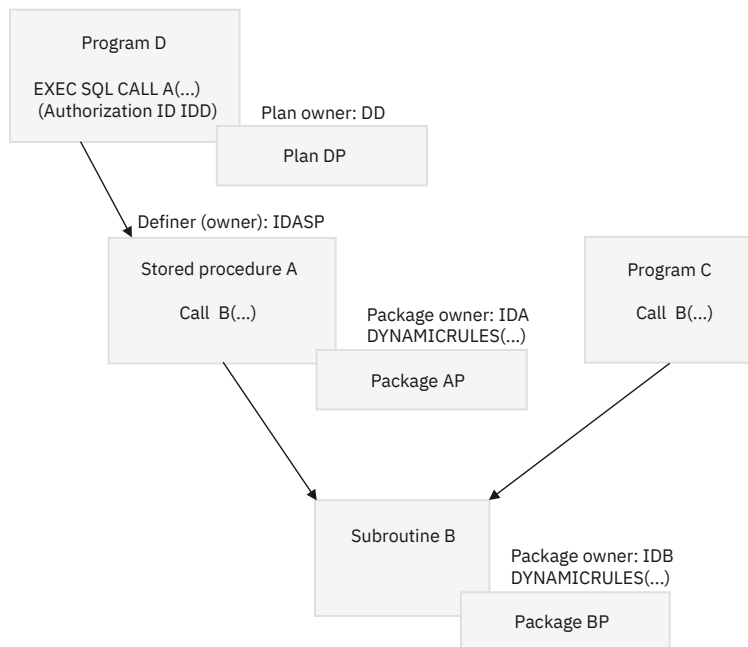 Program D
EXEC SQL CALL A(...)
(Authorization ID IDD)
Plan owner: DD
Plan DP
Definer (owner): IDASP
Stored procedure A
Call B(...)
Program C
Call B(...)
Package owner: IDA
DYNAMICRULES(...)
Package AP
Subroutine B
Package owner: IDB
DYNAMICRULES(...)
Package BP